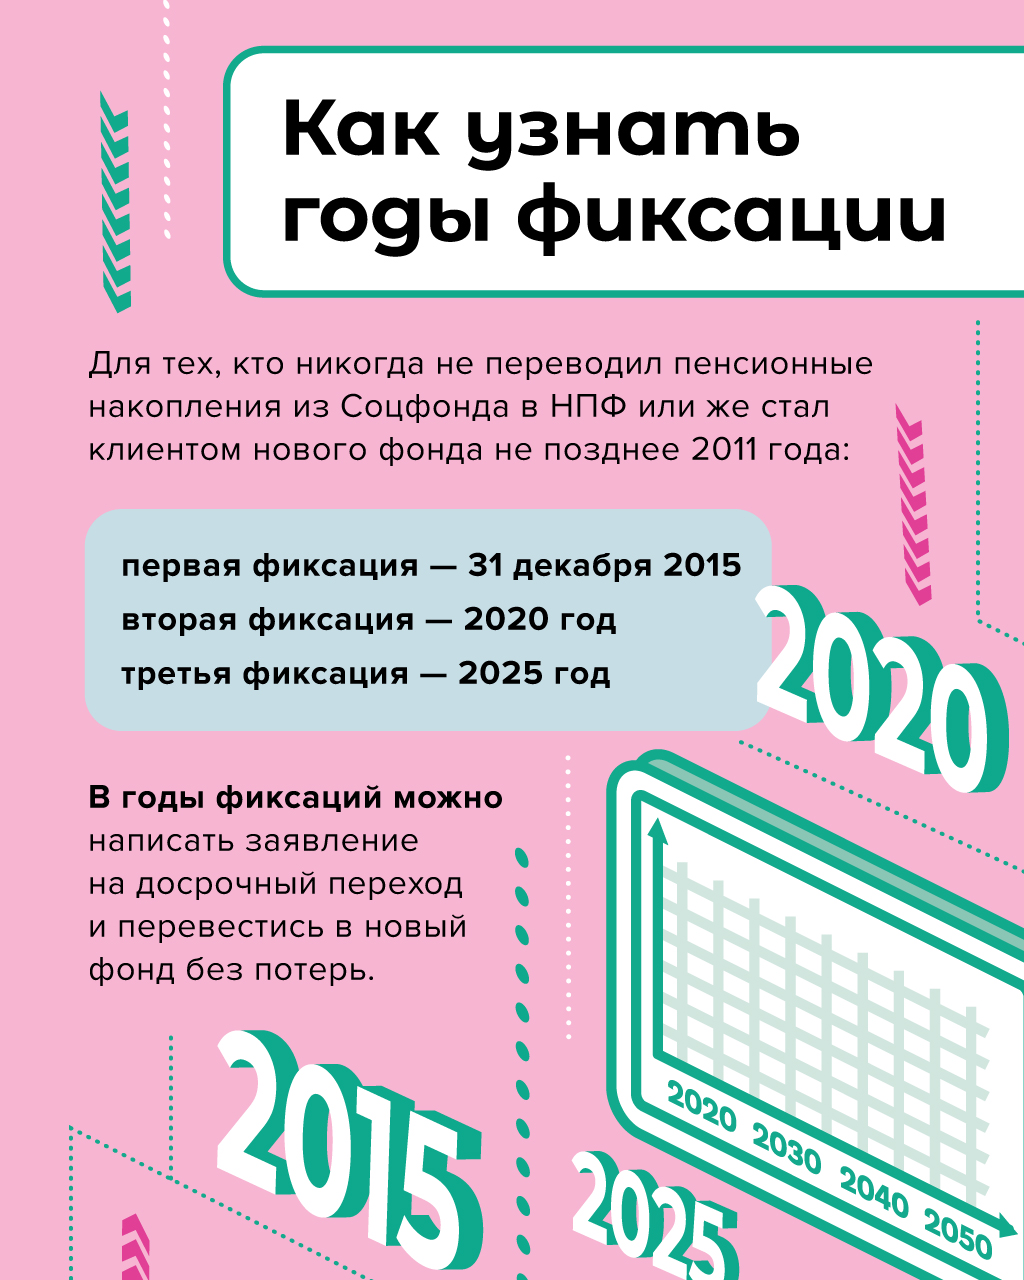 Как узнать
годы фиксации
Для тех, кто никогда не переводил пенсионные
накопления из Соцфонда в НПФ или же стал
клиентом нового фонда не позднее 2011 года:
первая фиксация — 31 декабря 2015
вторая фиксация — 2020 год
третья фиксация — 2025 год
2020
В годы фиксаций можно
написать заявление
на досрочный переход
и перевестись в новый
фонд без потерь.
2015
2020 2030 2040 2050
2025